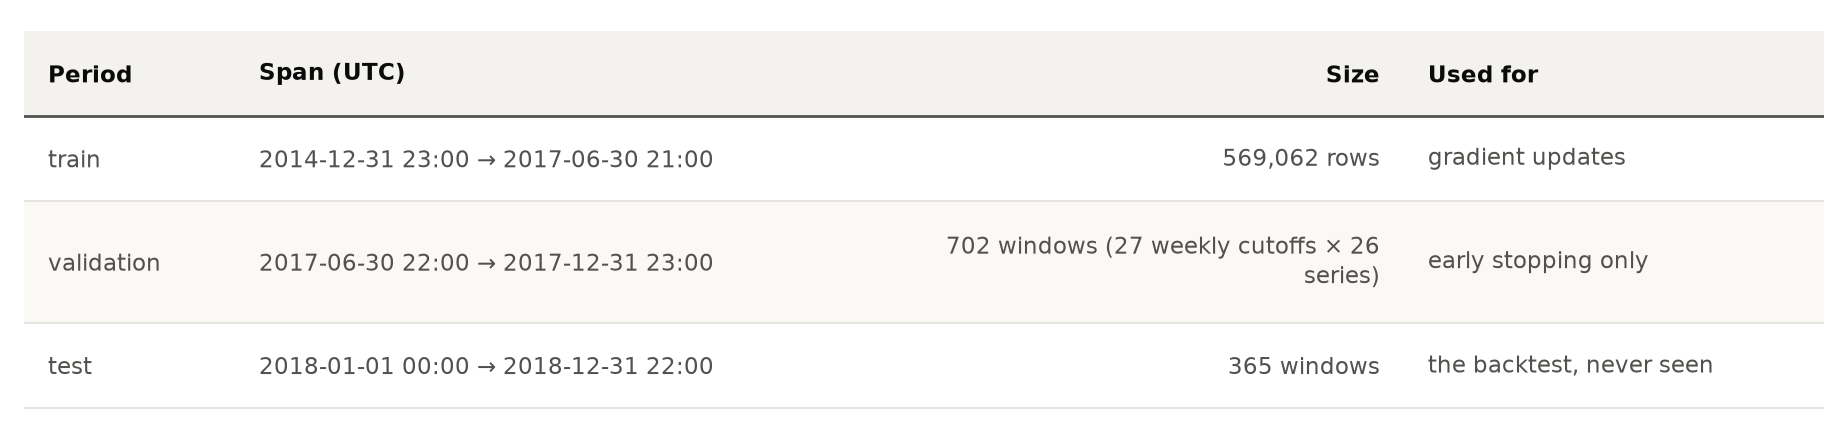 Period Span (UTC) Size Used for
train 2014-12-31 23:00 → 2017-06-30 21:00 569,062 rows gradient updates
validation 2017-06-30 22:00 → 2017-12-31 23:00 702 windows (27 weekly cutoffs × 26
series) early stopping only
test 2018-01-01 00:00 → 2018-12-31 22:00 365 windows the backtest, never seen